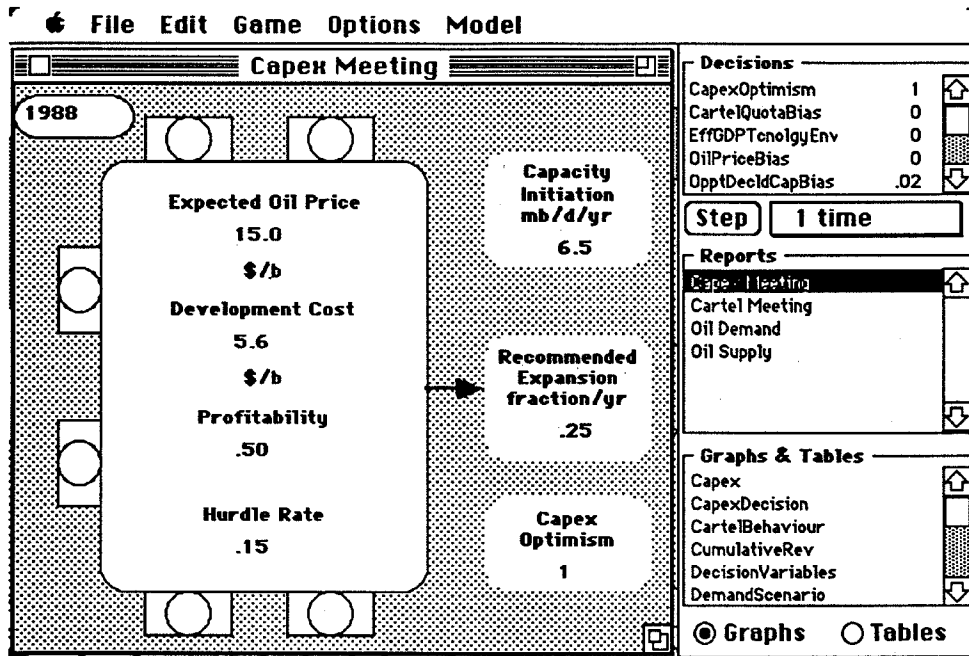 File Edit Game Options Model
Capex Meeting
1988
Expected Oil Price
15.0
$/b
Development Cost
5.6
$/b
Profitability
.50
Hurdle Rate
.15
Capacity
Initiation
mb/d/yr
6.5
Recommended
Expansion
fraction/yr
.25
Capex
Optimism
1
Decisions
CapexOptimism 1
CartelQuotaBias 0
EffGDPTcnolgyEnv 0
OilPriceBias 0
OpptDecldCapBias .02
Step 1 time
Reports
Capex Meeting
Cartel Meeting
Oil Demand
Oil Supply
Graphs & Tables
Capex
CapexDecision
CartelBehaviour
CumulativeRev
DecisionVariables
DemandScenario
Graphs Tables